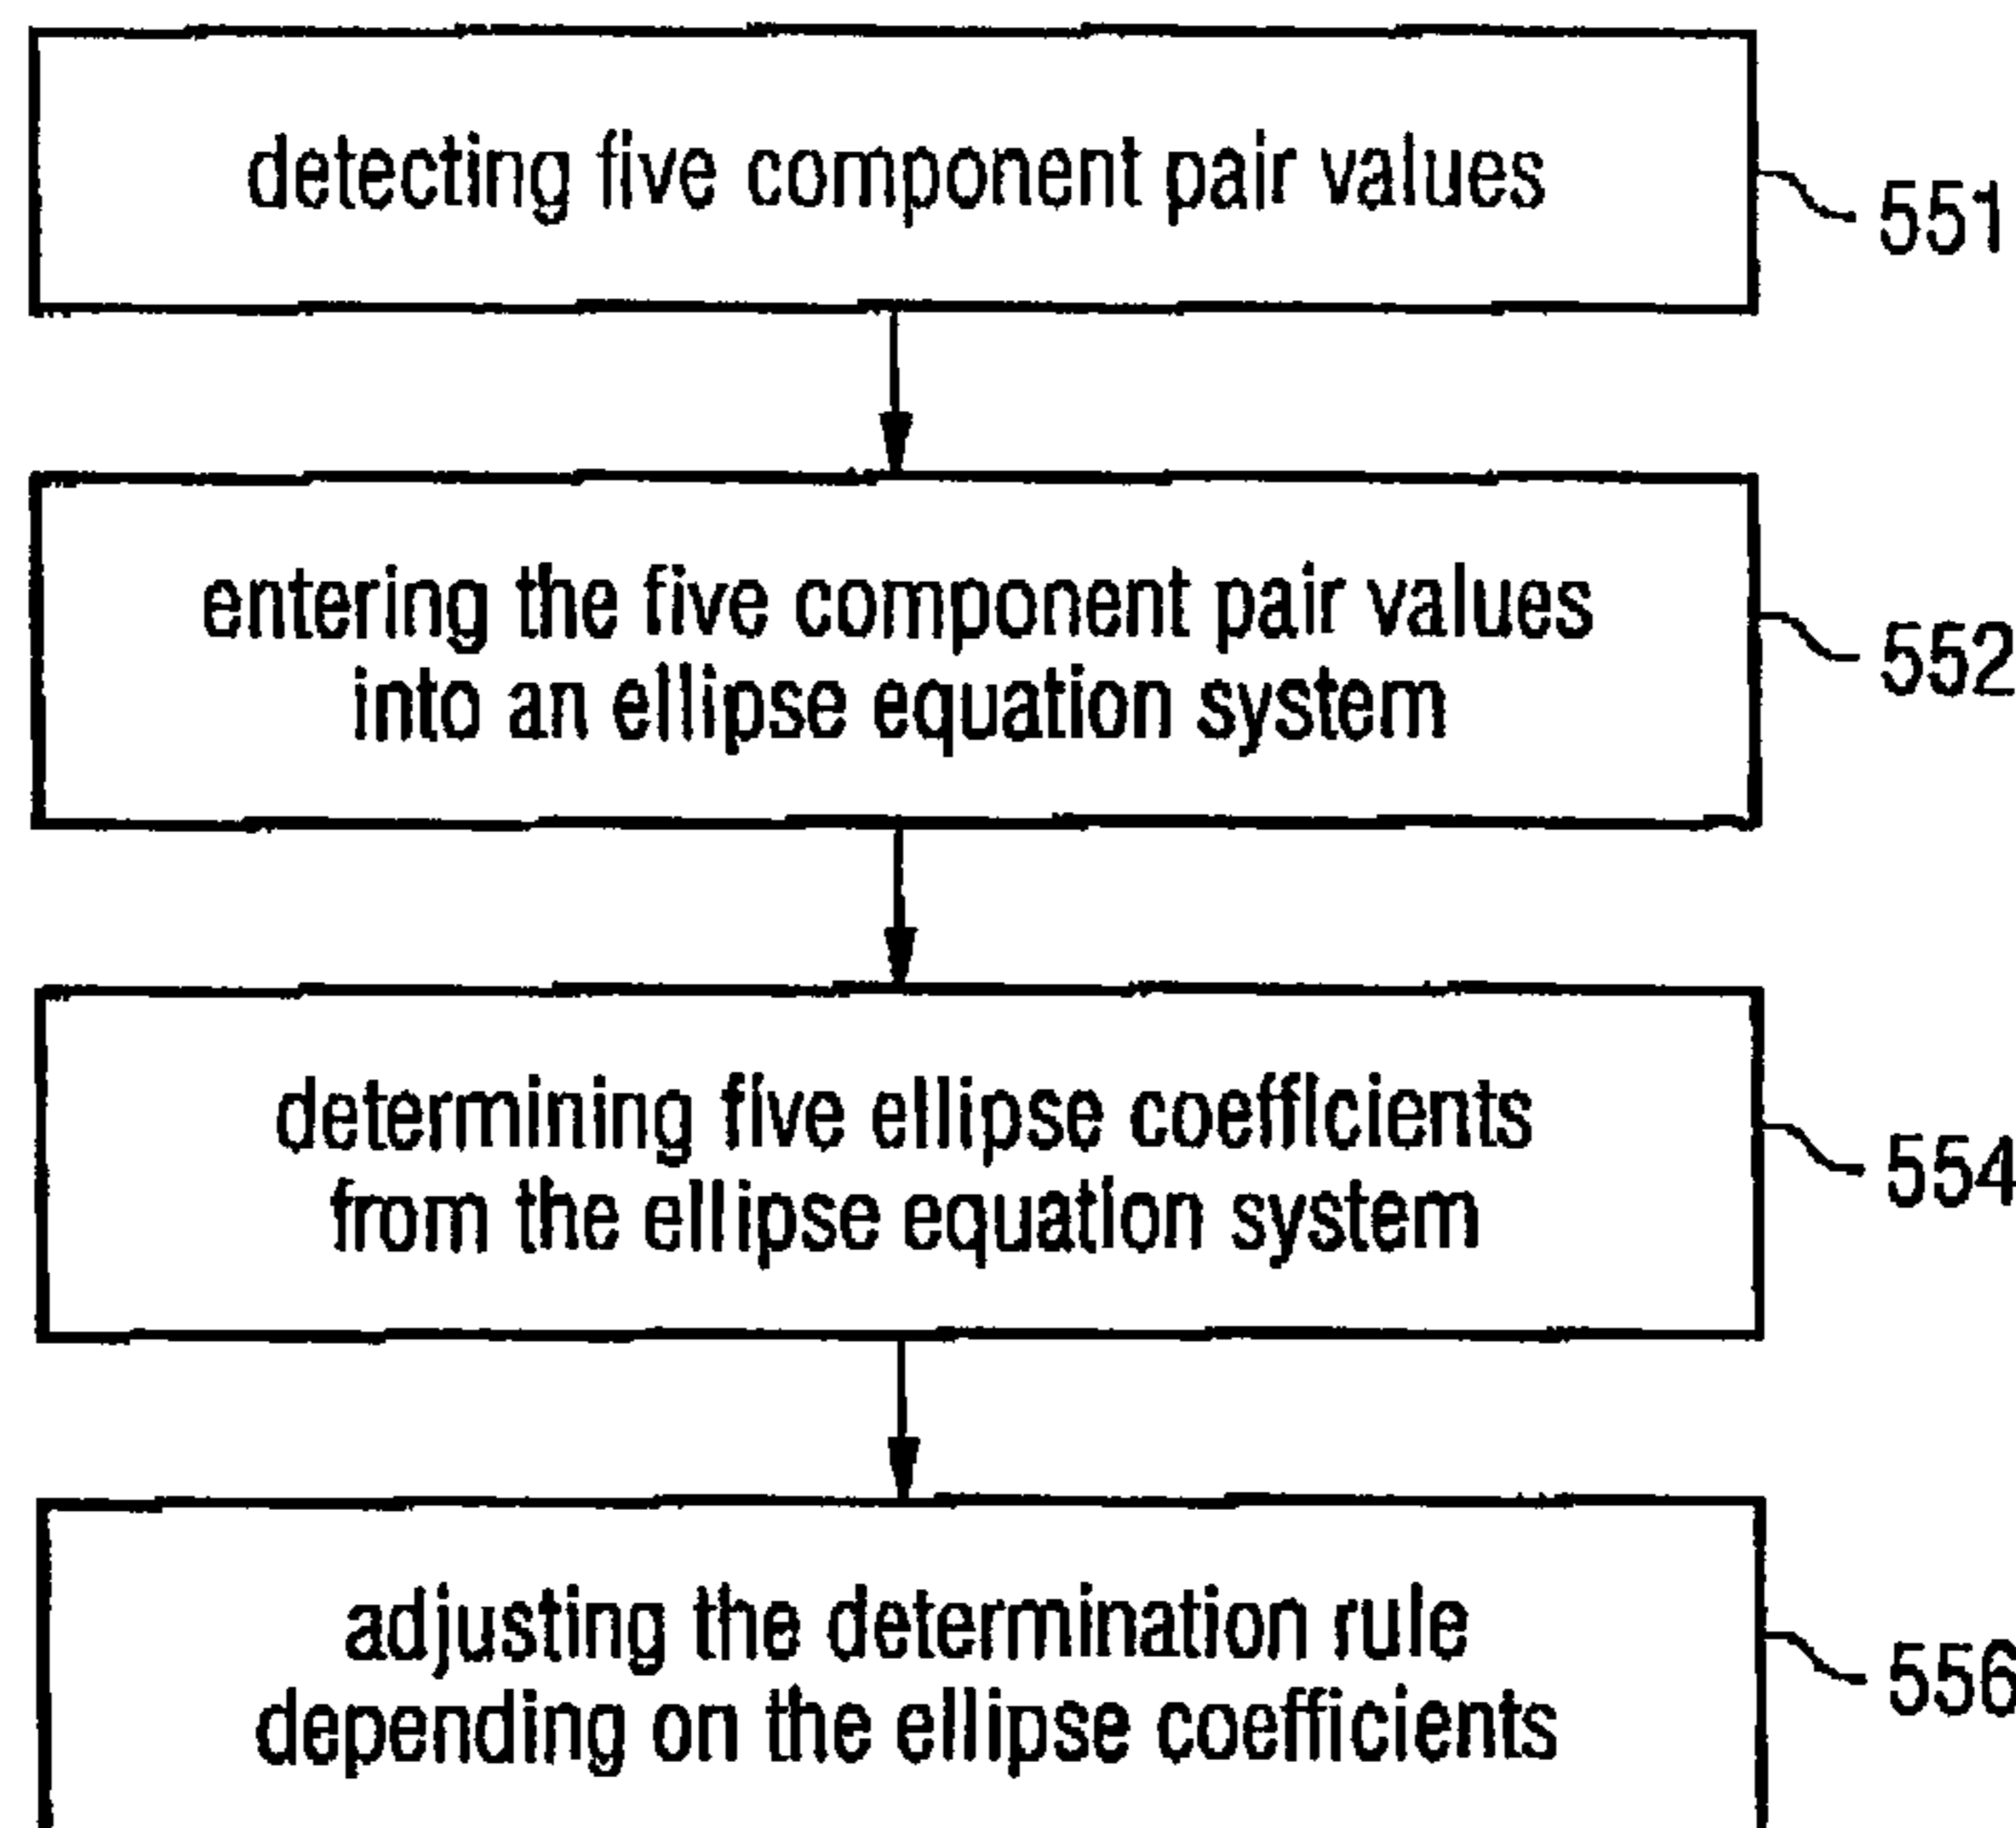 detecting five component pair values
551
entering the five component pair values
into an ellipse equation system
552
determining five ellipse coefficients
from the ellipse equation system
554
adjusting the determination rule
depending on the ellipse coefficients
556